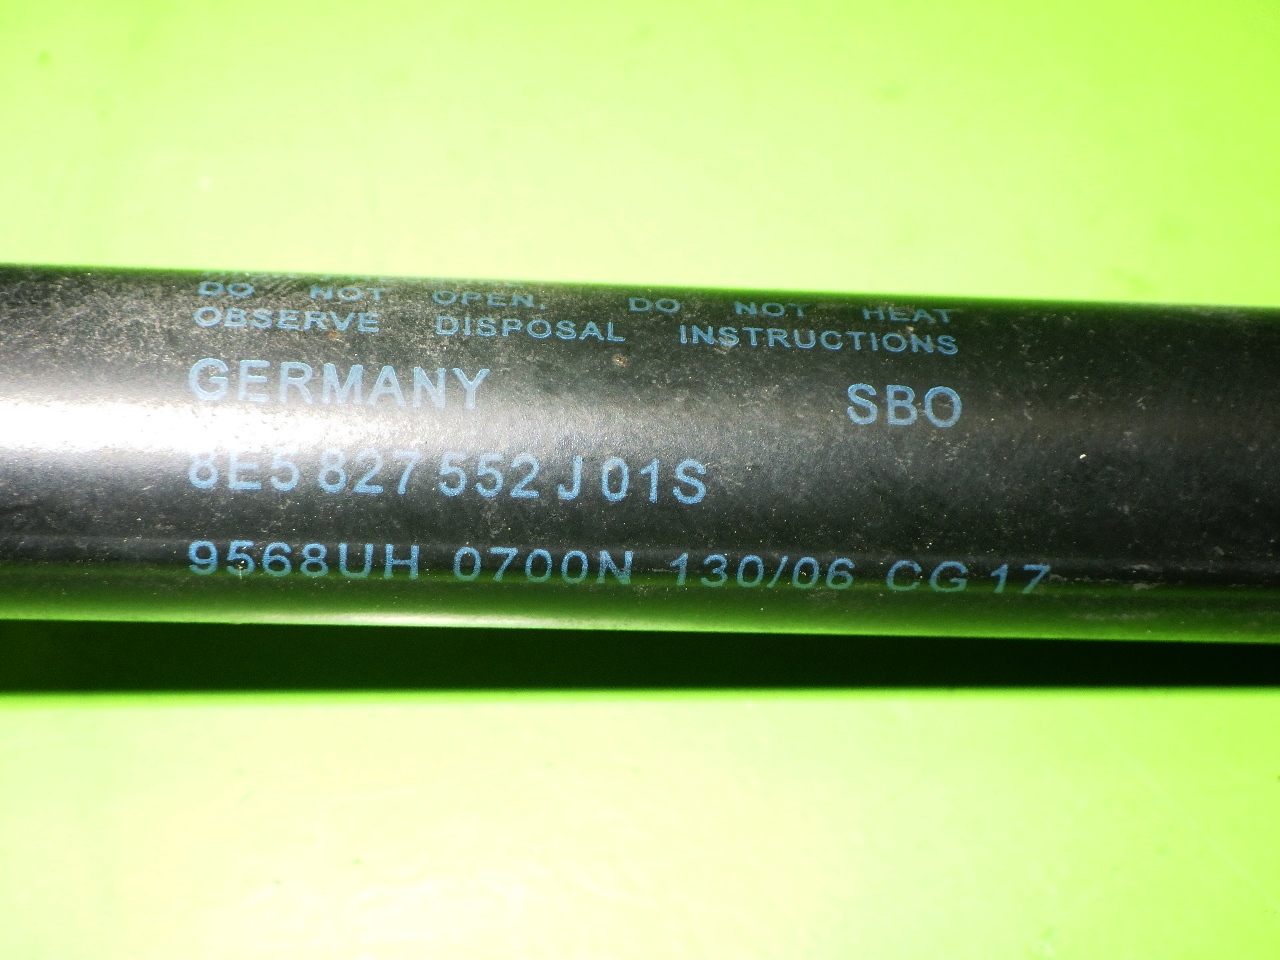 DO NOT OPEN. DO NOT HEAT
OBSERVE DISPOSAL INSTRUCTIONS
GERMANY SBO
8E5 827 552 J 01S
9568UH 0700N 130/06 CG 17